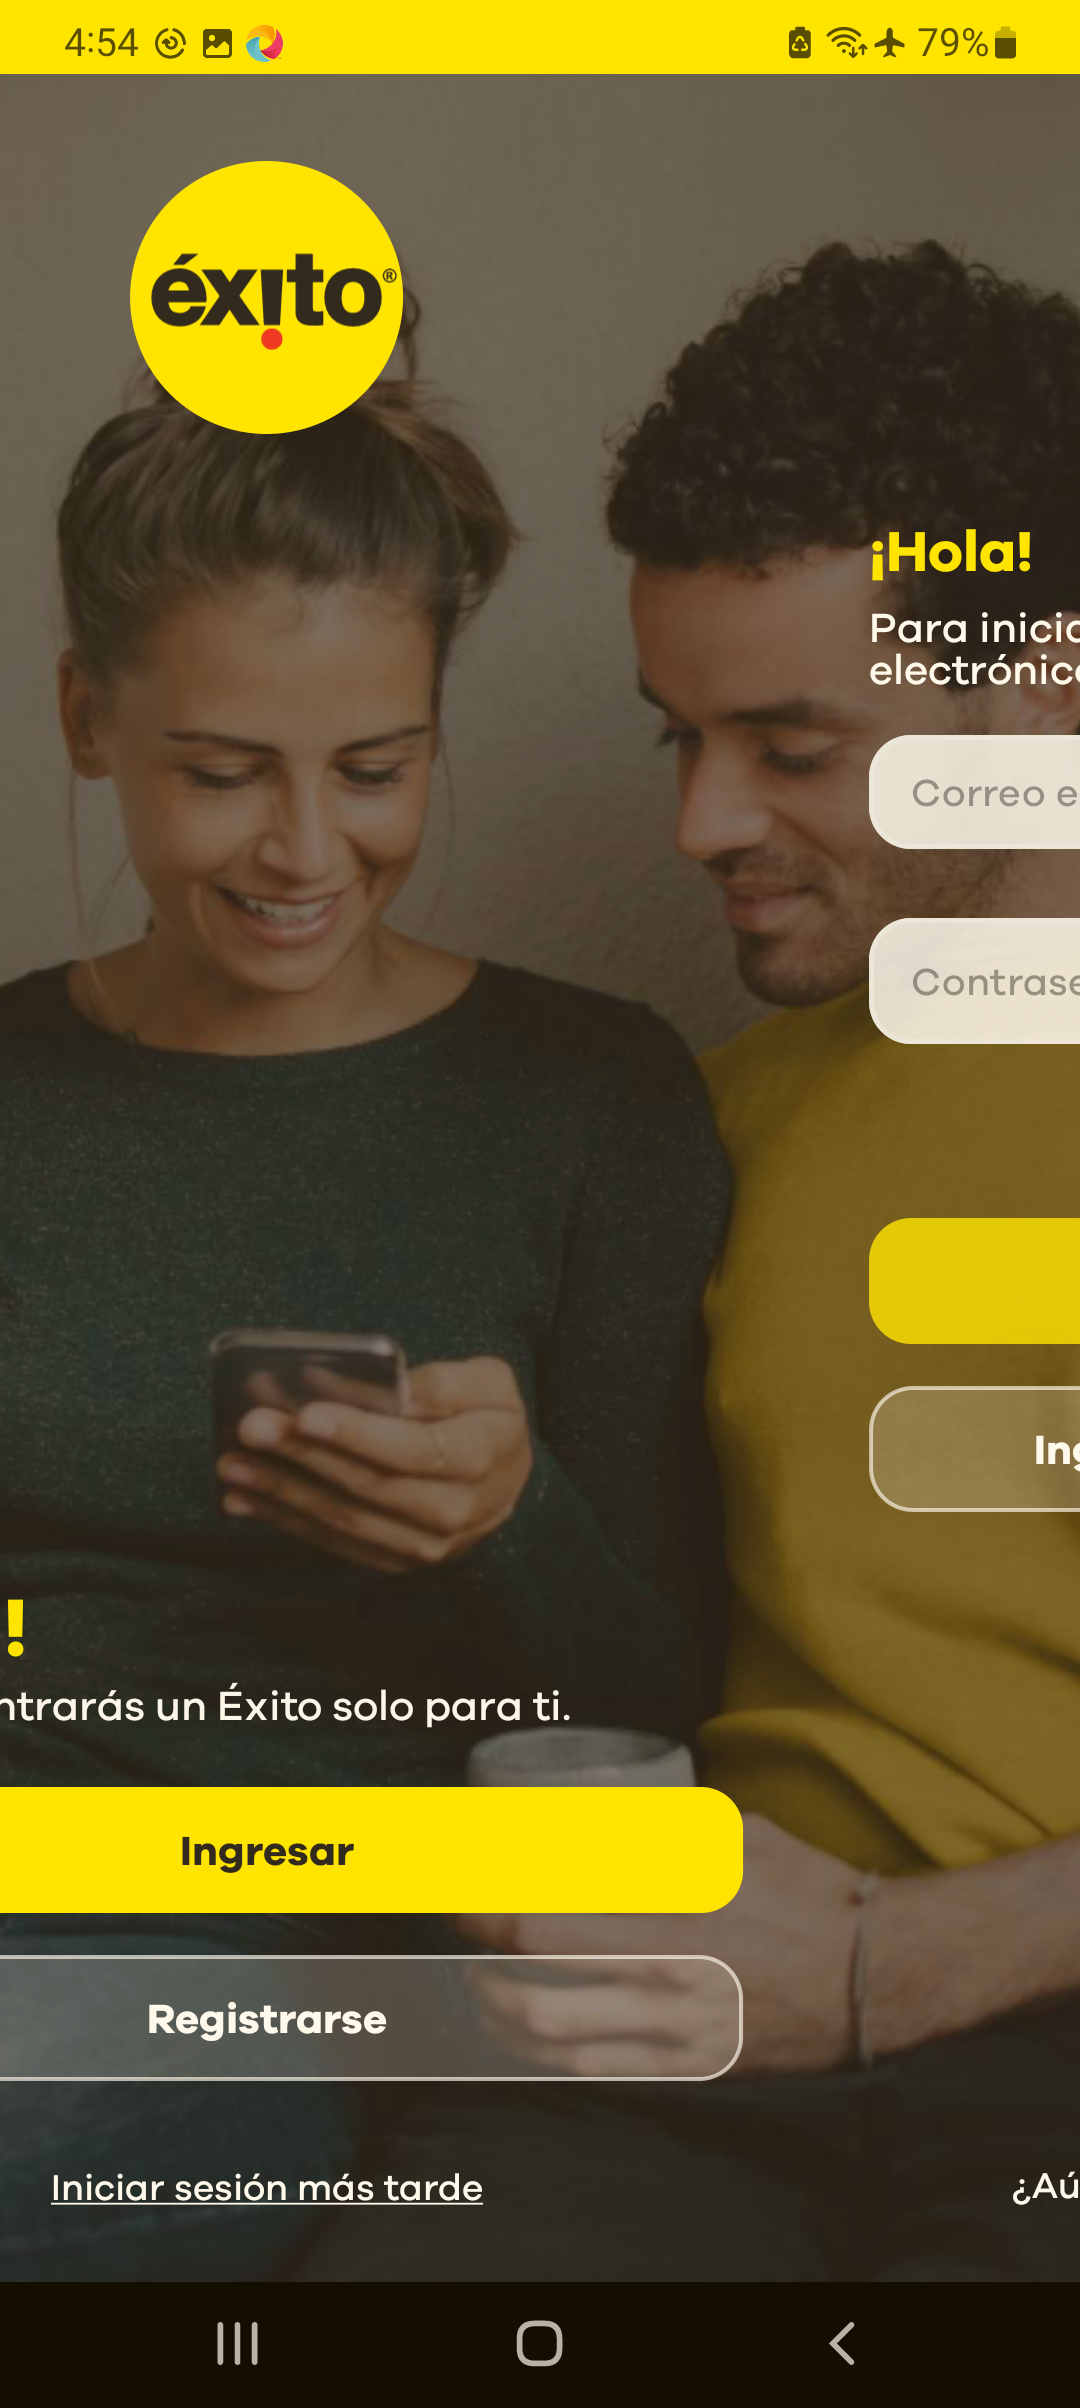 4:54
79%
éxito®
¡Hola!
Para inicia
electrónico
Correo e
Contrase
Ing
!
ntrarás un Éxito solo para ti.
Ingresar
Registrarse
Iniciar sesión más tarde
¿Aú